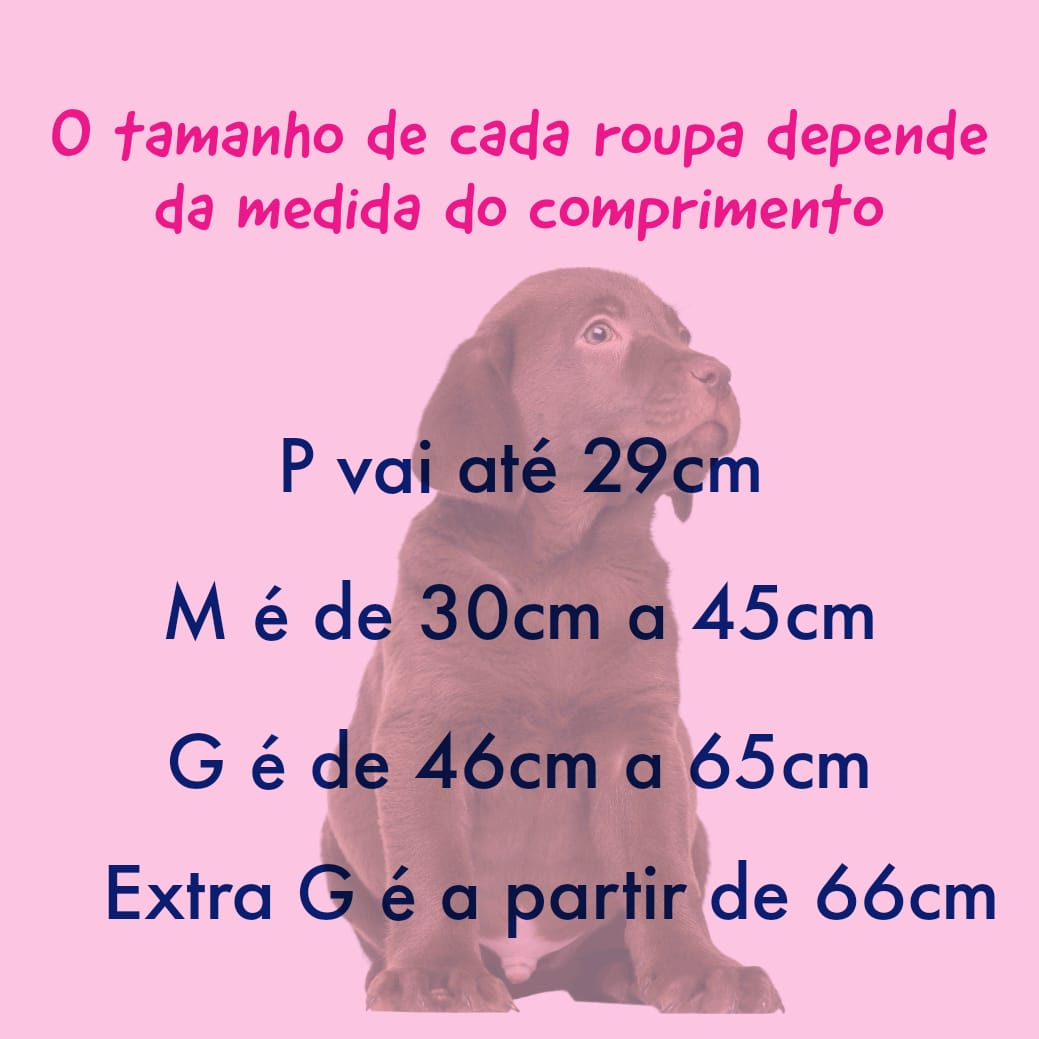 O tamanho de cada roupa depende
da medida do comprimento
P vai até 29cm
M é de 30cm a 45cm
G é de 46cm a 65cm
Extra G é a partir de 66cm